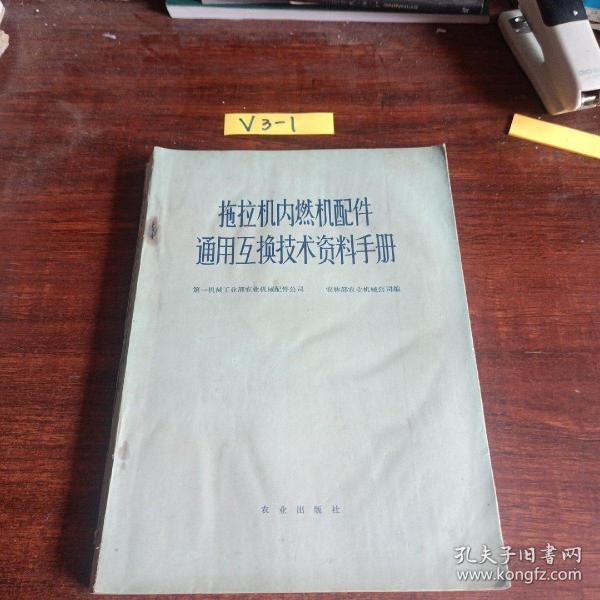 V3-1
拖拉机内燃机配件
通用互换技术资料手册
第一机械工业部农业机械配件公司 农林部农业机械公司编
农业出版社
孔夫子旧书网
www.kongfz.com